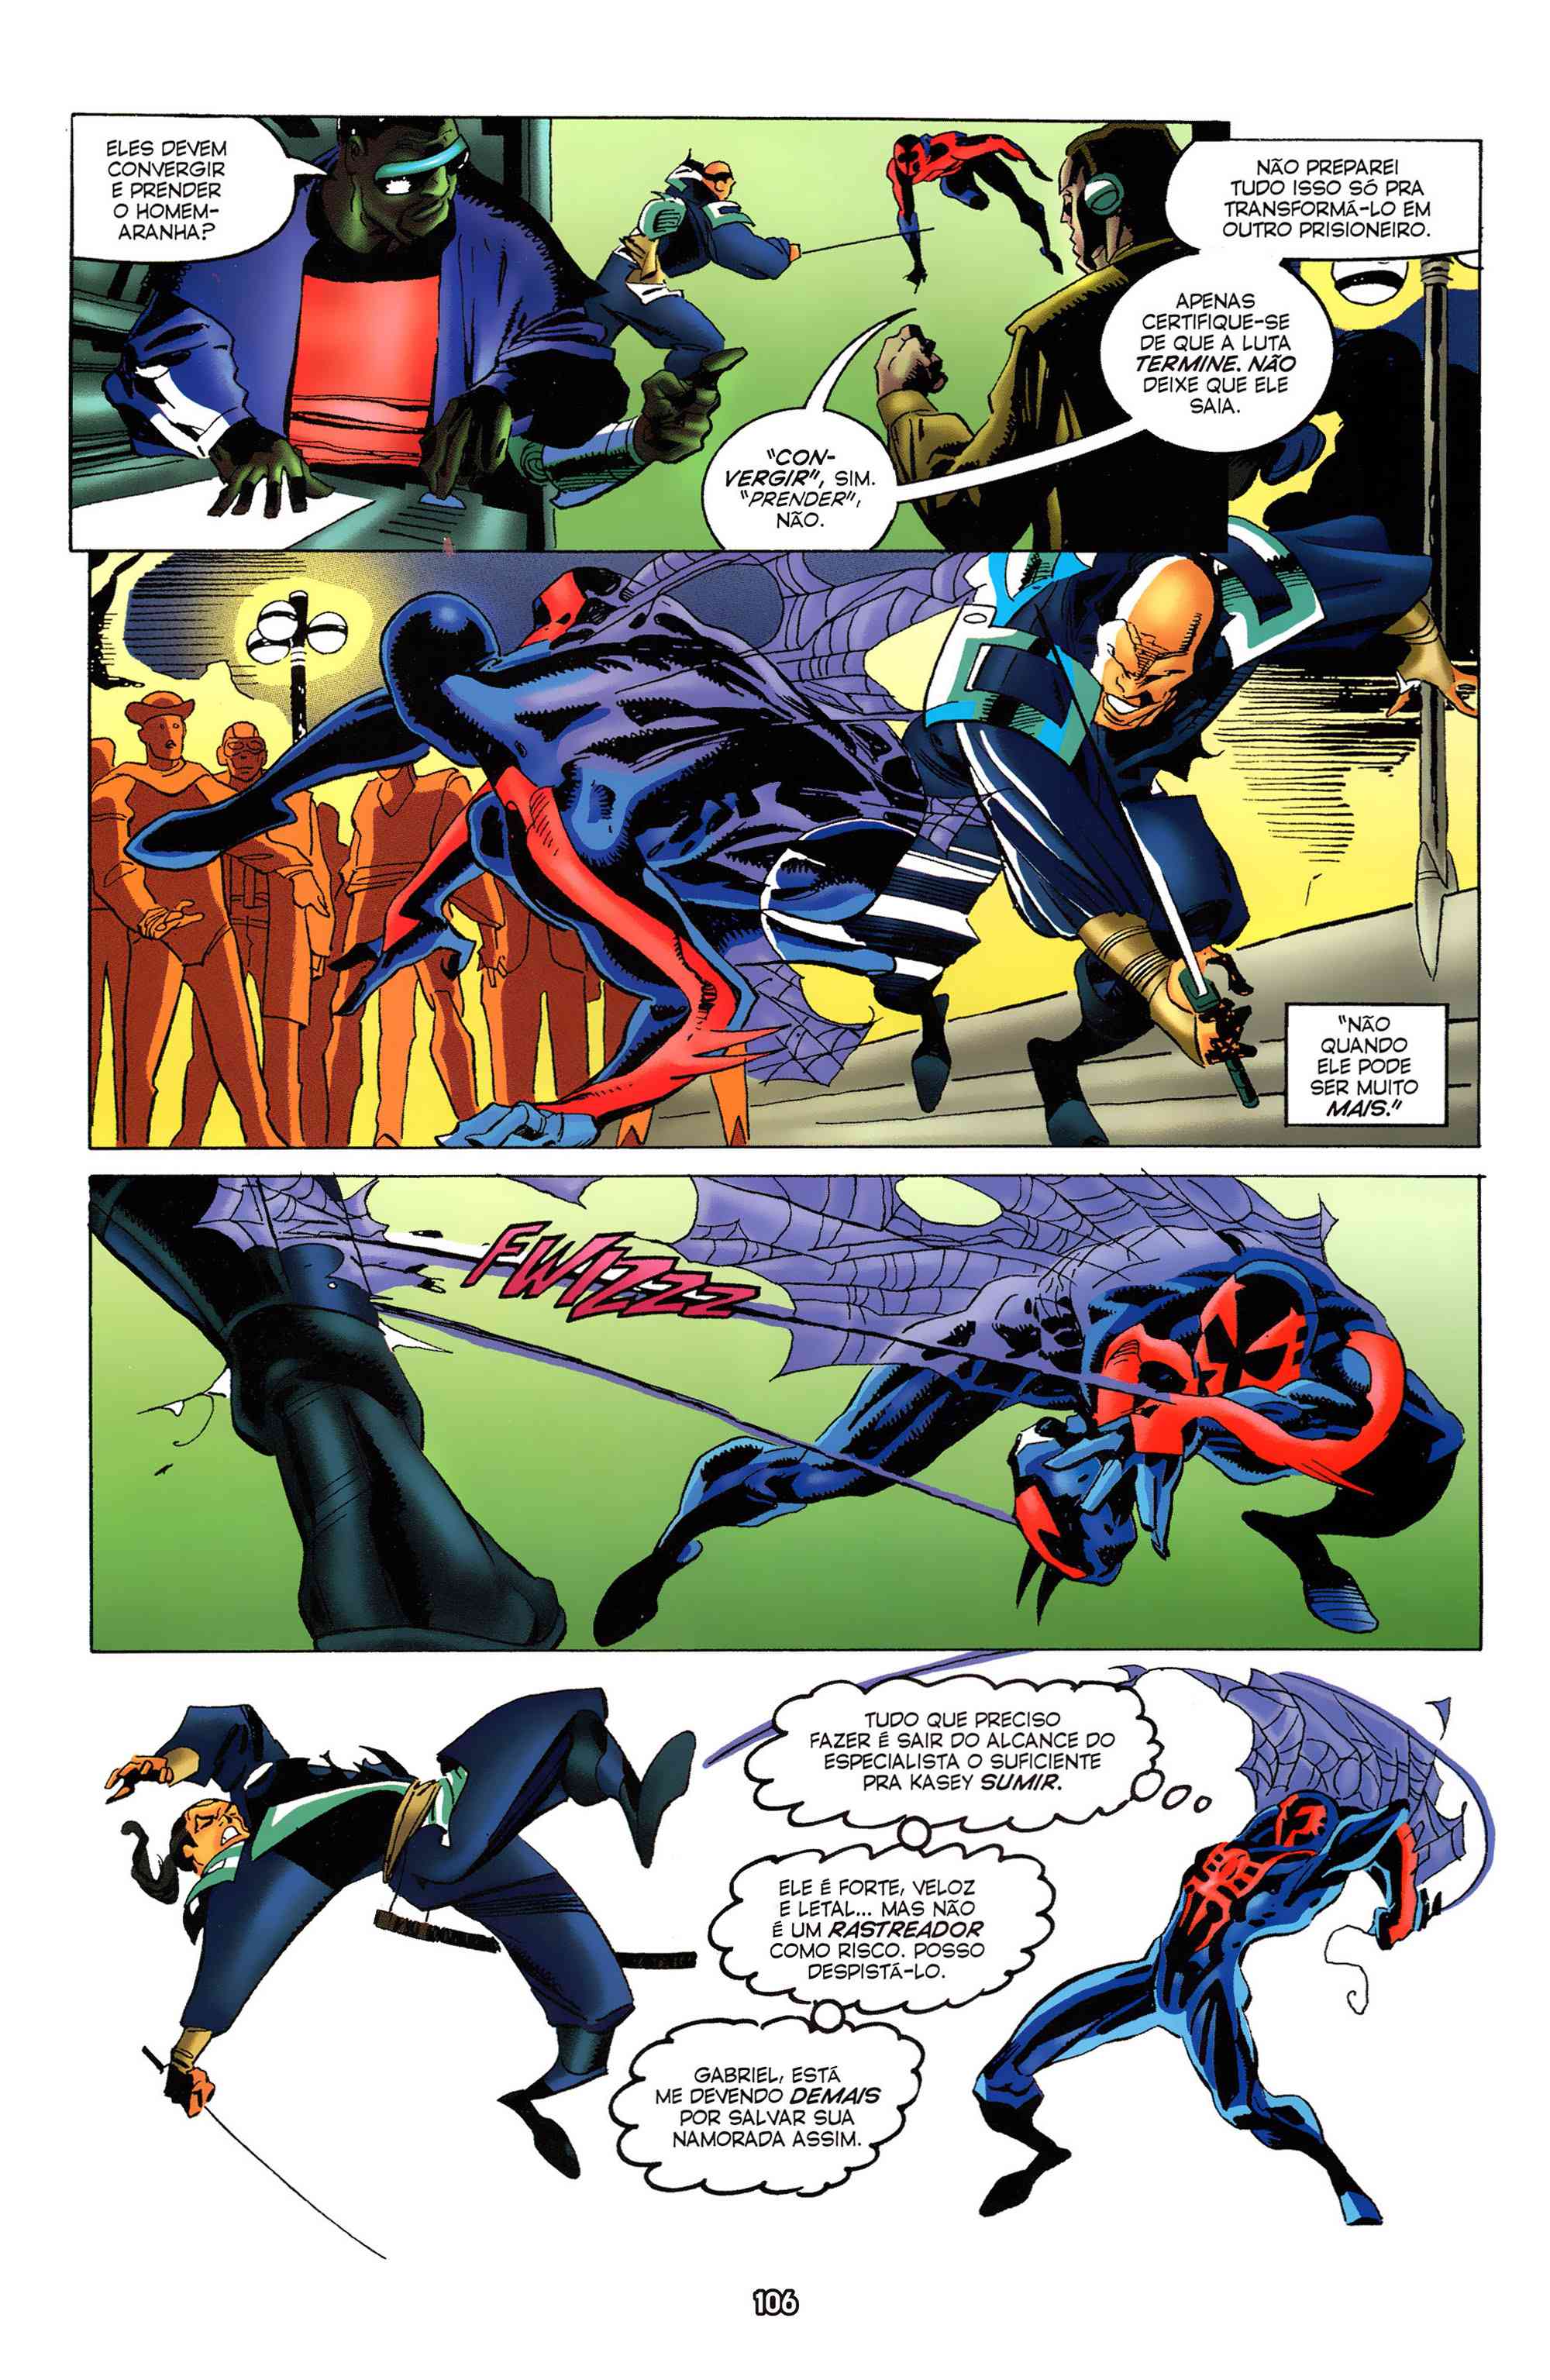 ELES DEVEM
CONVERGIR
E PRENDER
O HOMEM-
ARANHA?
"CON-
VERGIR", SIM.
"PRENDER",
NÃO.
NÃO PREPAREI
TUDO ISSO SÓ PRA
TRANSFORMÁ-LO EM
OUTRO PRISIONEIRO.
APENAS
CERTIFIQUE-SE
DE QUE A LUTA
TERMINE. NÃO
DEIXE QUE ELE
SAIA.
"NÃO
QUANDO
ELE PODE
SER MUITO
MAIS."
FWIZZZ
TUDO QUE PRECISO
FAZER É SAIR DO ALCANCE DO
ESPECIALISTA O SUFICIENTE
PRA KASEY SUMIR.
ELE É FORTE, VELOZ
E LETAL... MAS NÃO
É UM RASTREADOR
COMO RISCO. POSSO
DESPISTÁ-LO.
GABRIEL, ESTÁ
ME DEVENDO DEMAIS
POR SALVAR SUA
NAMORADA ASSIM.
106